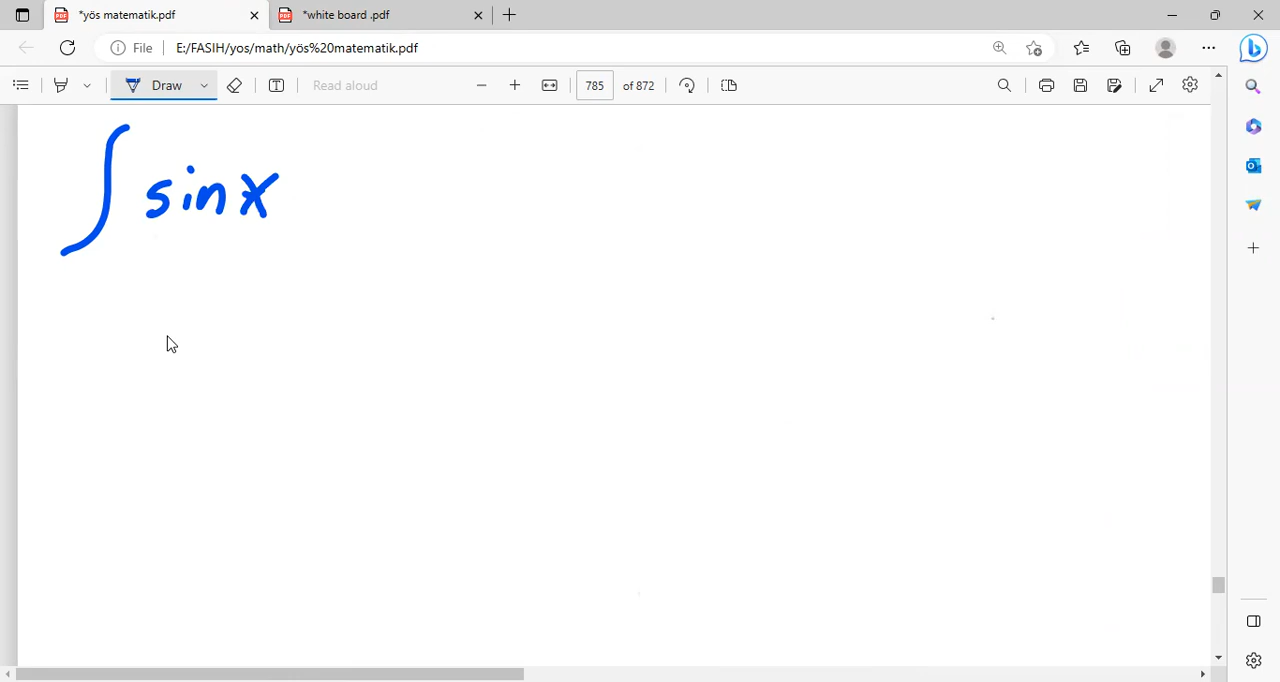 *yös matematik.pdf
*white board .pdf
File E:/FASIH/yos/math/yös%20matematik.pdf
Draw Read aloud 785 of 872
∫ sinx